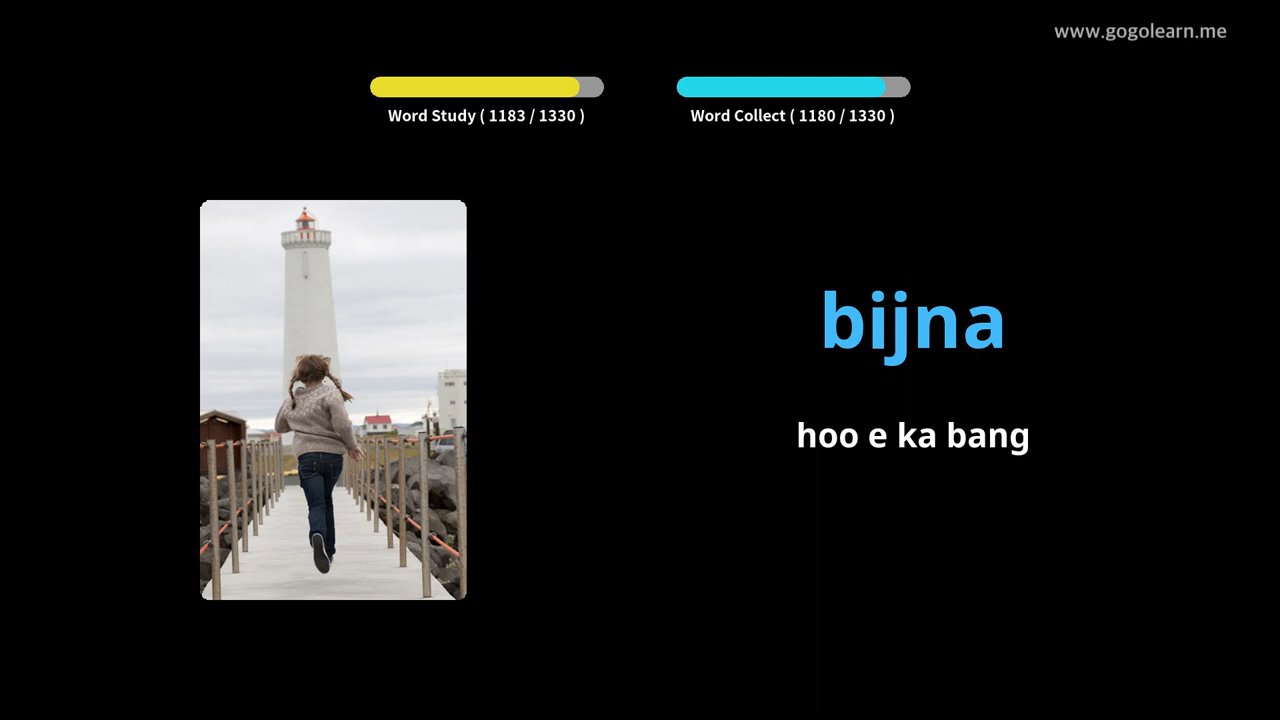 www.gogolearn.me
Word Study ( 1183 / 1330 )
Word Collect ( 1180 / 1330 )
bijna
hoo e ka bang